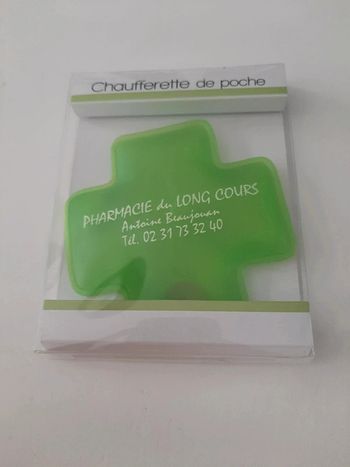 Chaufferette de poche
PHARMACIE du LONG COURS
Antoine Beaujouan
Tél. 02 31 73 32 40